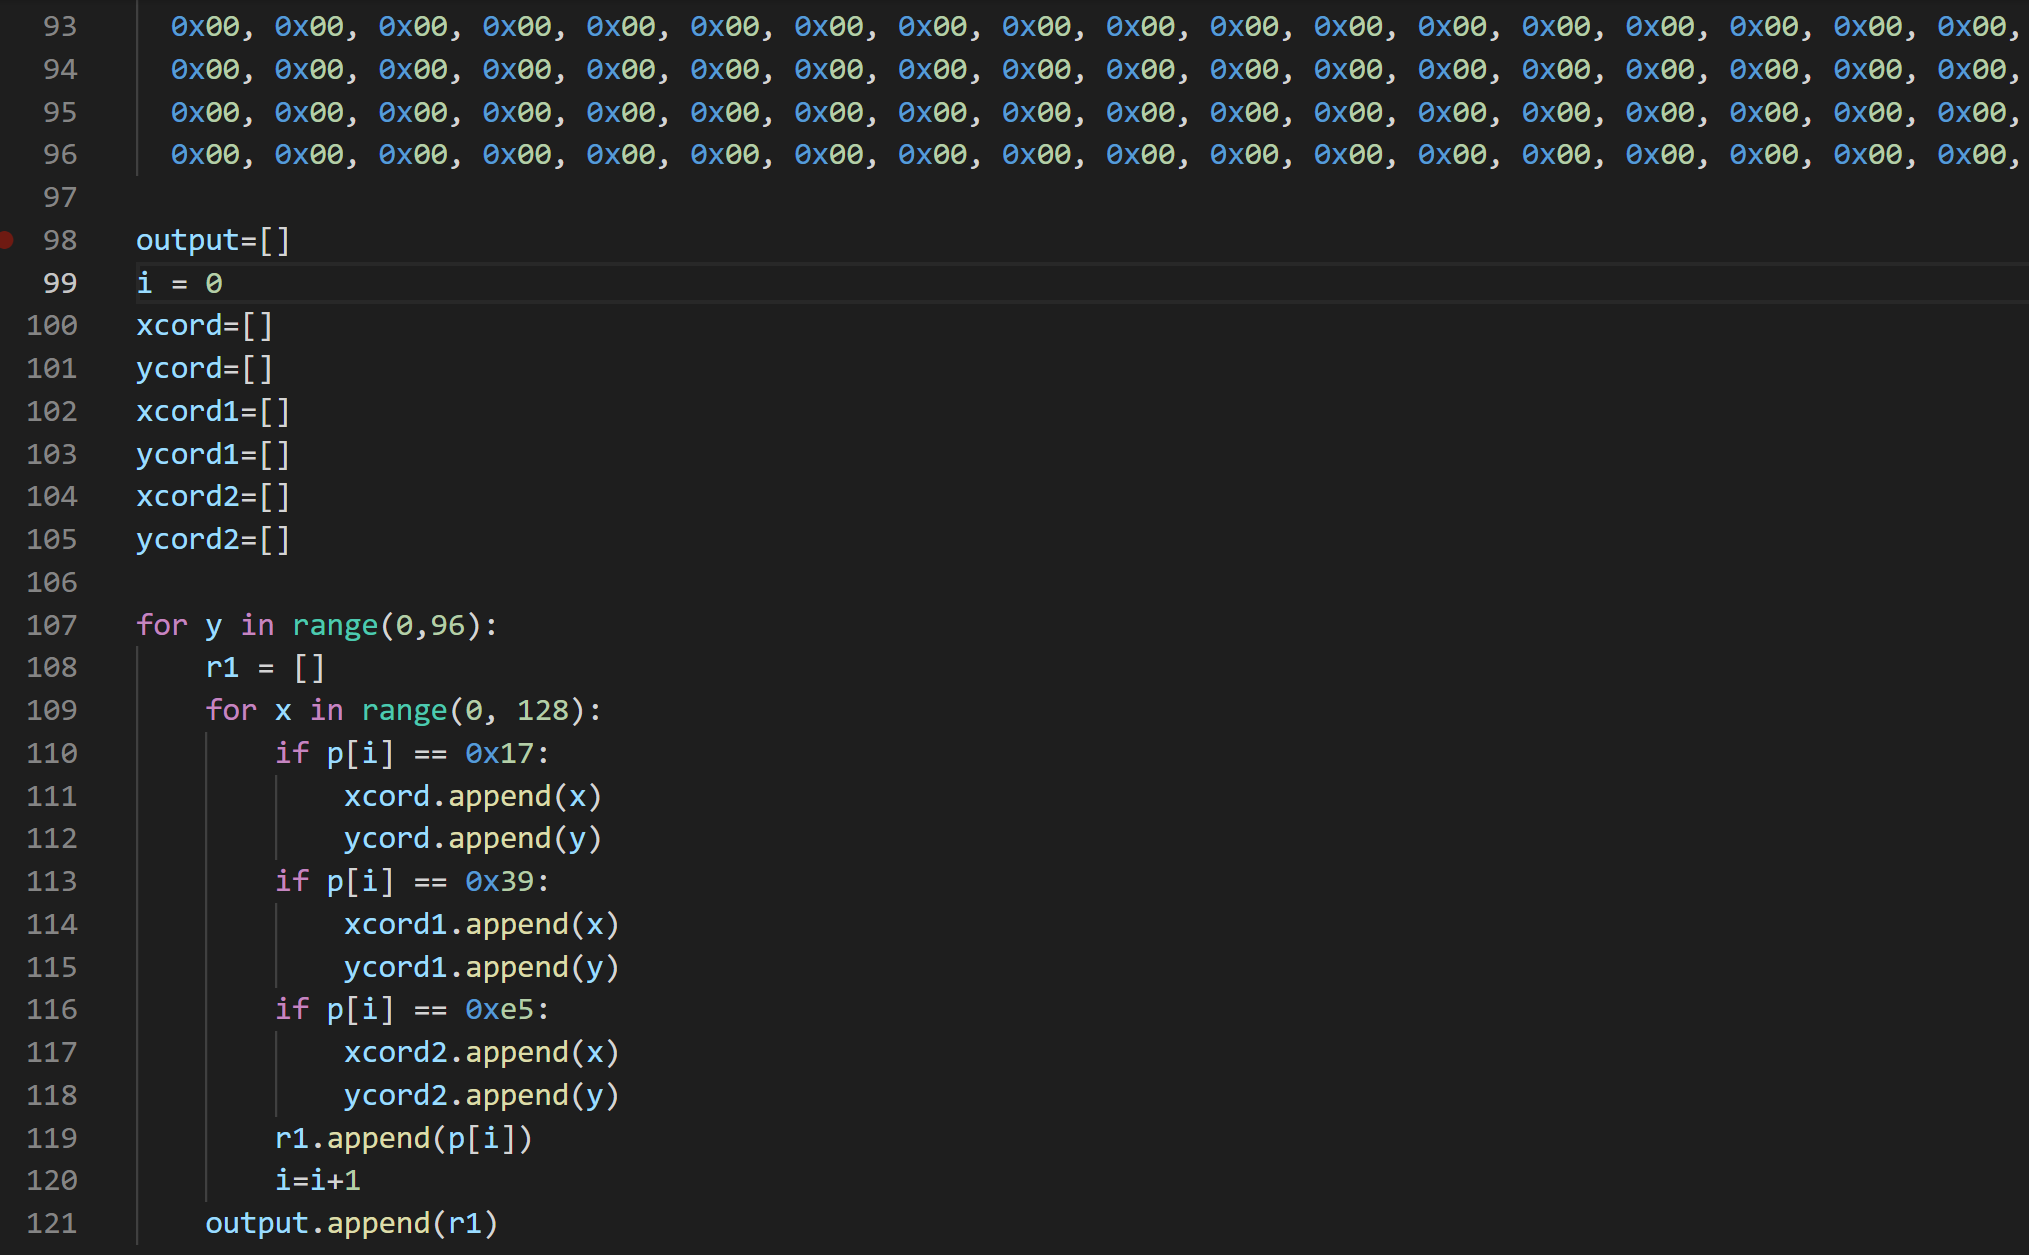 93 0x00, 0x00, 0x00, 0x00, 0x00, 0x00, 0x00, 0x00, 0x00, 0x00, 0x00, 0x00, 0x00, 0x00, 0x00, 0x00, 0x00, 0x00,
94 0x00, 0x00, 0x00, 0x00, 0x00, 0x00, 0x00, 0x00, 0x00, 0x00, 0x00, 0x00, 0x00, 0x00, 0x00, 0x00, 0x00, 0x00,
95 0x00, 0x00, 0x00, 0x00, 0x00, 0x00, 0x00, 0x00, 0x00, 0x00, 0x00, 0x00, 0x00, 0x00, 0x00, 0x00, 0x00, 0x00,
96 0x00, 0x00, 0x00, 0x00, 0x00, 0x00, 0x00, 0x00, 0x00, 0x00, 0x00, 0x00, 0x00, 0x00, 0x00, 0x00, 0x00, 0x00,
97
98 output=[]
99 i = 0
100 xcord=[]
101 ycord=[]
102 xcord1=[]
103 ycord1=[]
104 xcord2=[]
105 ycord2=[]
106
107 for y in range(0,96):
108     r1 = []
109     for x in range(0, 128):
110         if p[i] == 0x17:
111             xcord.append(x)
112             ycord.append(y)
113         if p[i] == 0x39:
114             xcord1.append(x)
115             ycord1.append(y)
116         if p[i] == 0xe5:
117             xcord2.append(x)
118             ycord2.append(y)
119         r1.append(p[i])
120         i=i+1
121     output.append(r1)